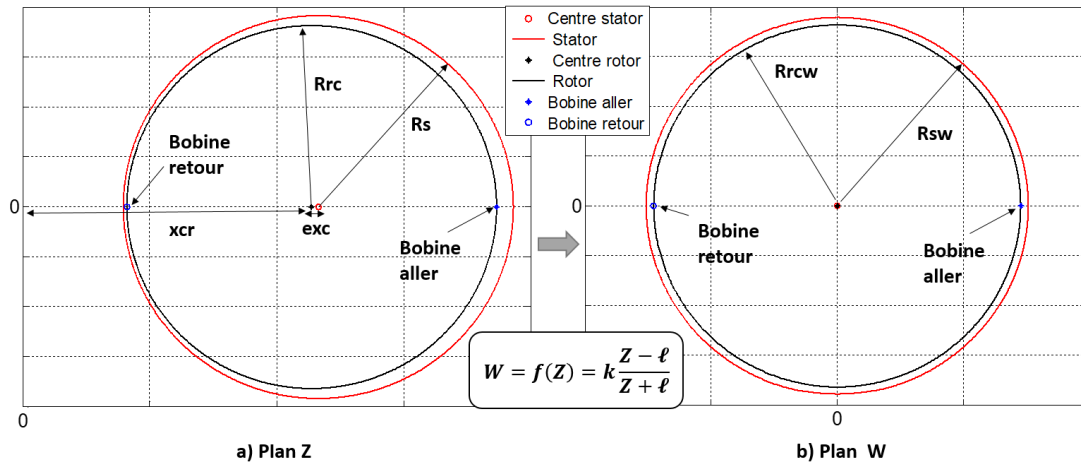 Centre stator
Stator
Centre rotor
Rotor
Bobine aller
Bobine retour
Rrc
Rs
Bobine
retour
0
xcr
exc
Bobine
aller
0
a) Plan Z
W = f(Z) = k (Z − ℓ) / (Z + ℓ)
Rrcw
Rsw
0
Bobine
retour
Bobine
aller
0
b) Plan W